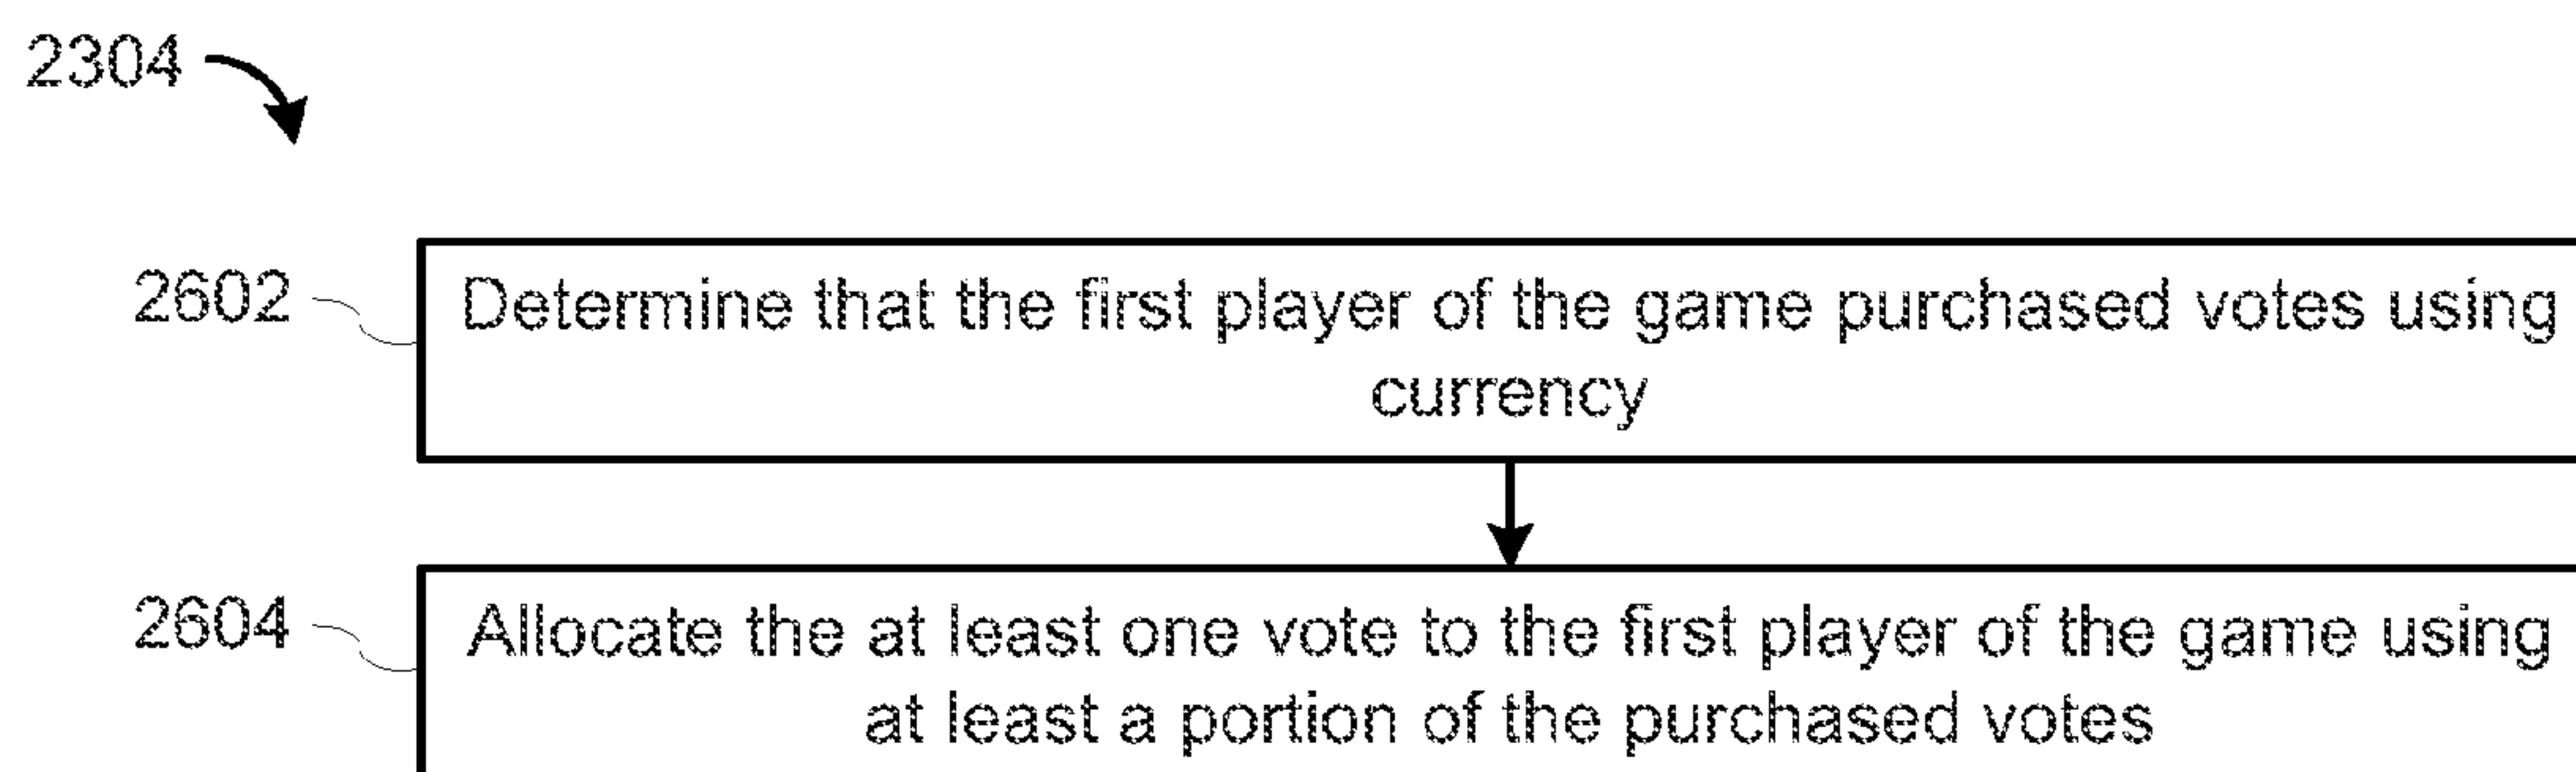 2304
2602
Determine that the first player of the game purchased votes using
currency
2604
Allocate the at least one vote to the first player of the game using
at least a portion of the purchased votes